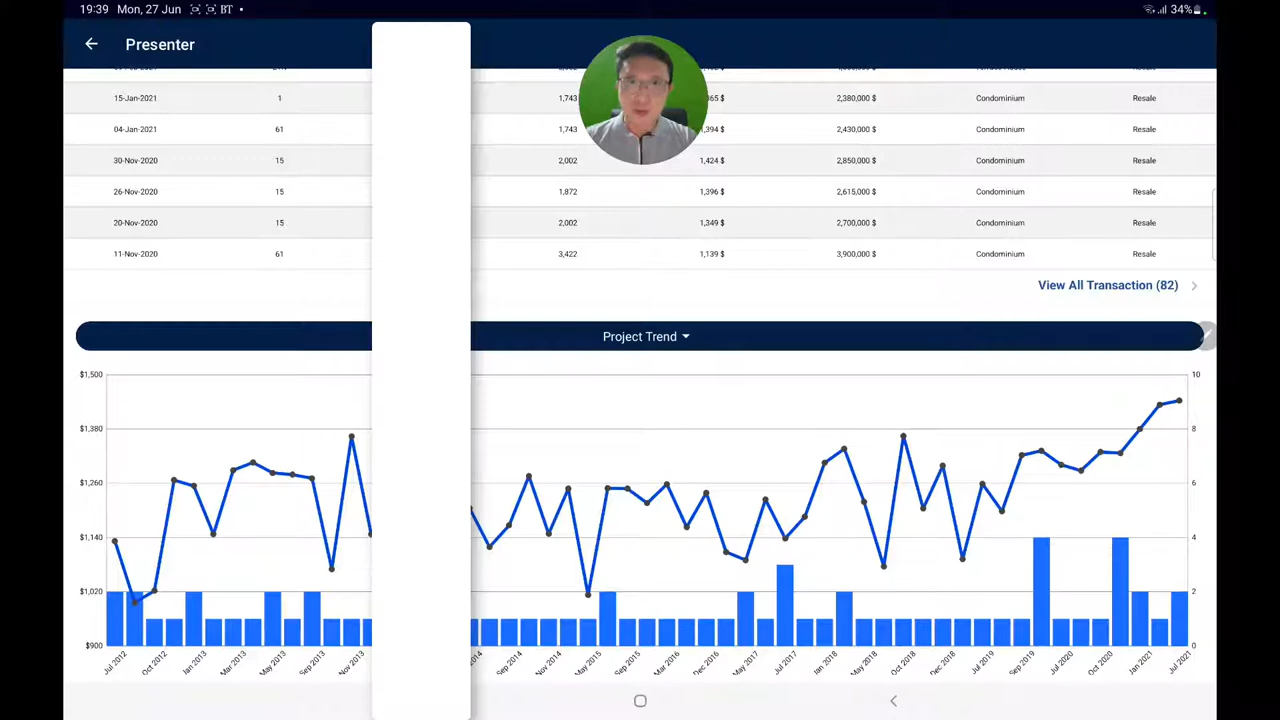 19:39 Mon, 27 Jun BT • 34%
Presenter
15-Jan-2021 1 1,743 2,380,000 $ Condominium Resale
04-Jan-2021 61 1,743 1,394 $ 2,430,000 $ Condominium Resale
30-Nov-2020 15 2,002 1,424 $ 2,850,000 $ Condominium Resale
26-Nov-2020 15 1,872 1,396 $ 2,615,000 $ Condominium Resale
20-Nov-2020 15 2,002 1,349 $ 2,700,000 $ Condominium Resale
11-Nov-2020 61 3,422 1,139 $ 3,900,000 $ Condominium Resale
View All Transaction (82)
Project Trend
$1,500 10
$1,380 8
$1,260 6
$1,140 4
$1,020 2
$900 0
Jul 2012 Oct 2012 Jan 2013 Mar 2013 May 2013 Sep 2013 Nov 2013 2014 Sep 2014 Nov 2014 May 2015 Sep 2015 Mar 2016 Dec 2016 May 2017 Jul 2017 Jan 2018 May 2018 Oct 2018 Dec 2018 Jul 2019 Sep 2019 Jul 2020 Oct 2020 Jan 2021 Jul 2021